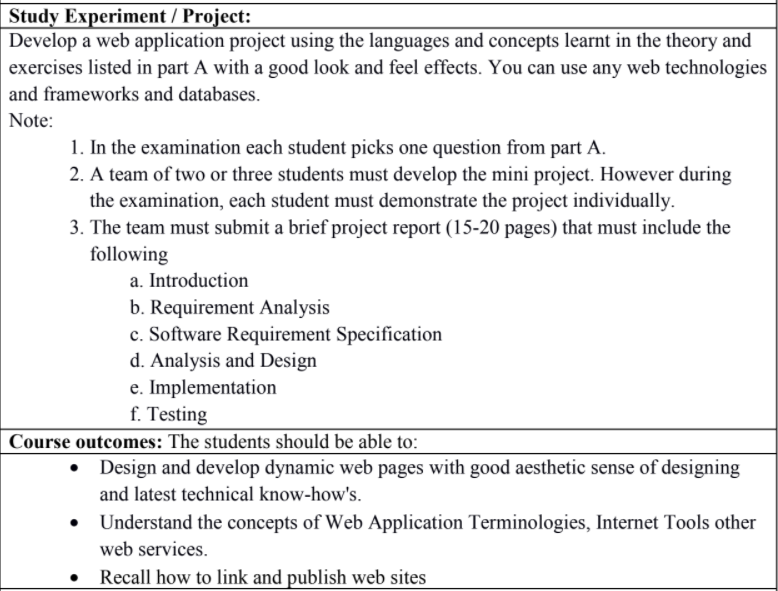 Study Experiment / Project:
Develop a web application project using the languages and concepts learnt in the theory and
exercises listed in part A with a good look and feel effects. You can use any web technologies
and frameworks and databases.
Note:
1. In the examination each student picks one question from part A.
2. A team of two or three students must develop the mini project. However during
the examination, each student must demonstrate the project individually.
3. The team must submit a brief project report (15-20 pages) that must include the
following
a. Introduction
b. Requirement Analysis
c. Software Requirement Specification
d. Analysis and Design
e. Implementation
f. Testing
Course outcomes: The students should be able to:
• Design and develop dynamic web pages with good aesthetic sense of designing
and latest technical know-how's.
• Understand the concepts of Web Application Terminologies, Internet Tools other
web services.
• Recall how to link and publish web sites